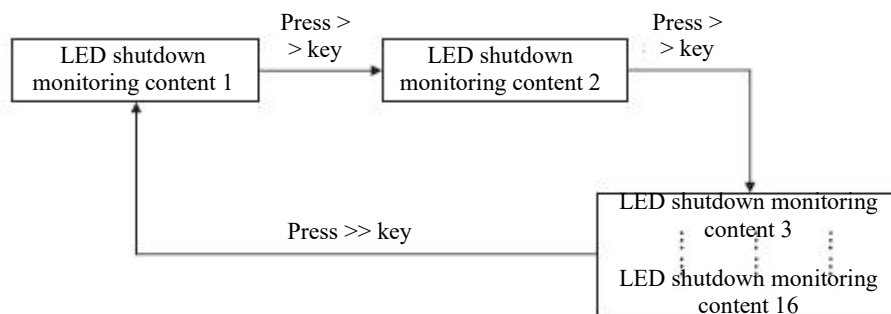 Press >
> key
Press >
> key
LED shutdown
monitoring content 1
LED shutdown
monitoring content 2
LED shutdown monitoring
content 3
Press >> key
LED shutdown monitoring
content 16